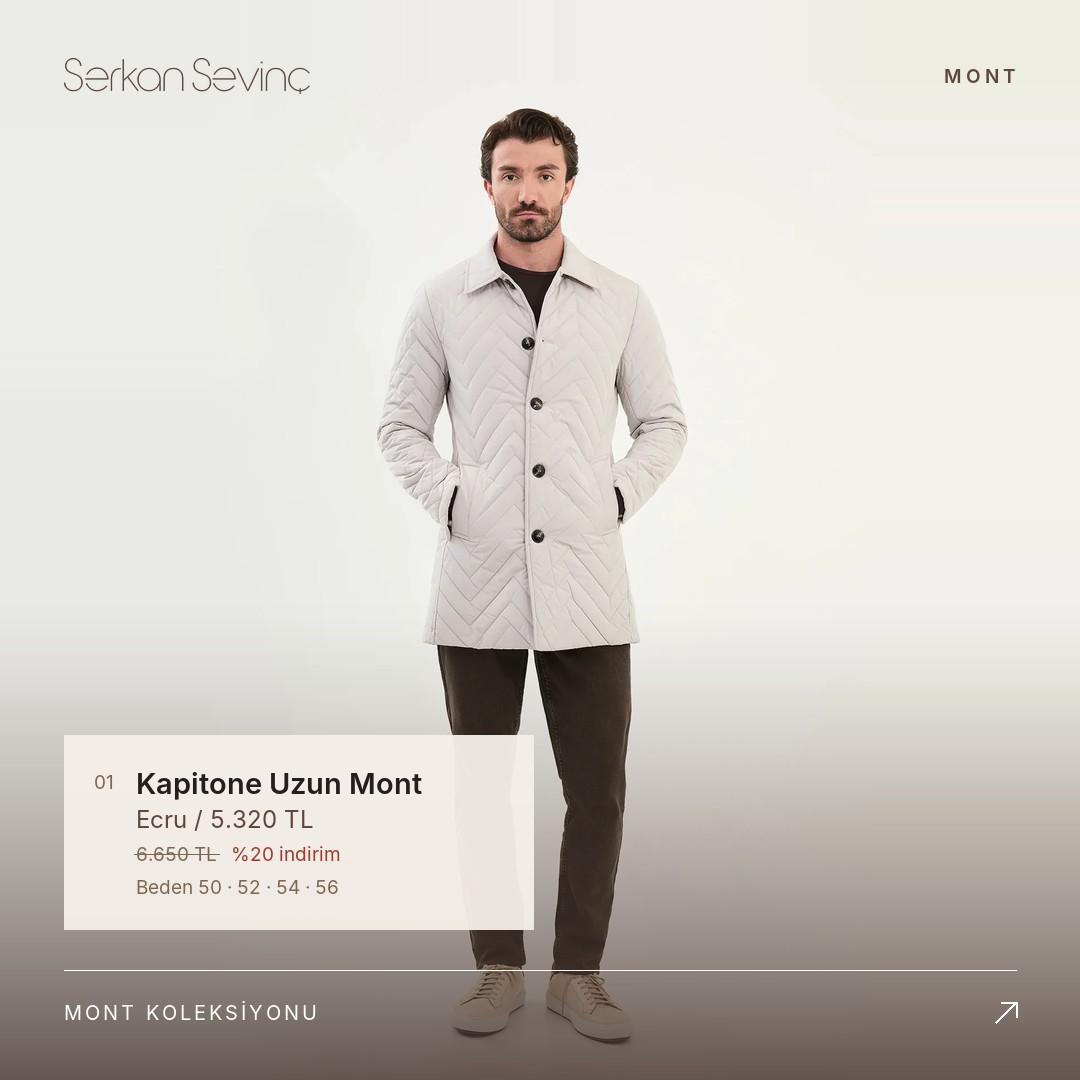 Serkan Sevinç
MONT
01 Kapitone Uzun Mont
Ecru / 5.320 TL
6.650 TL %20 indirim
Beden 50 · 52 · 54 · 56
MONT KOLEKSİYONU